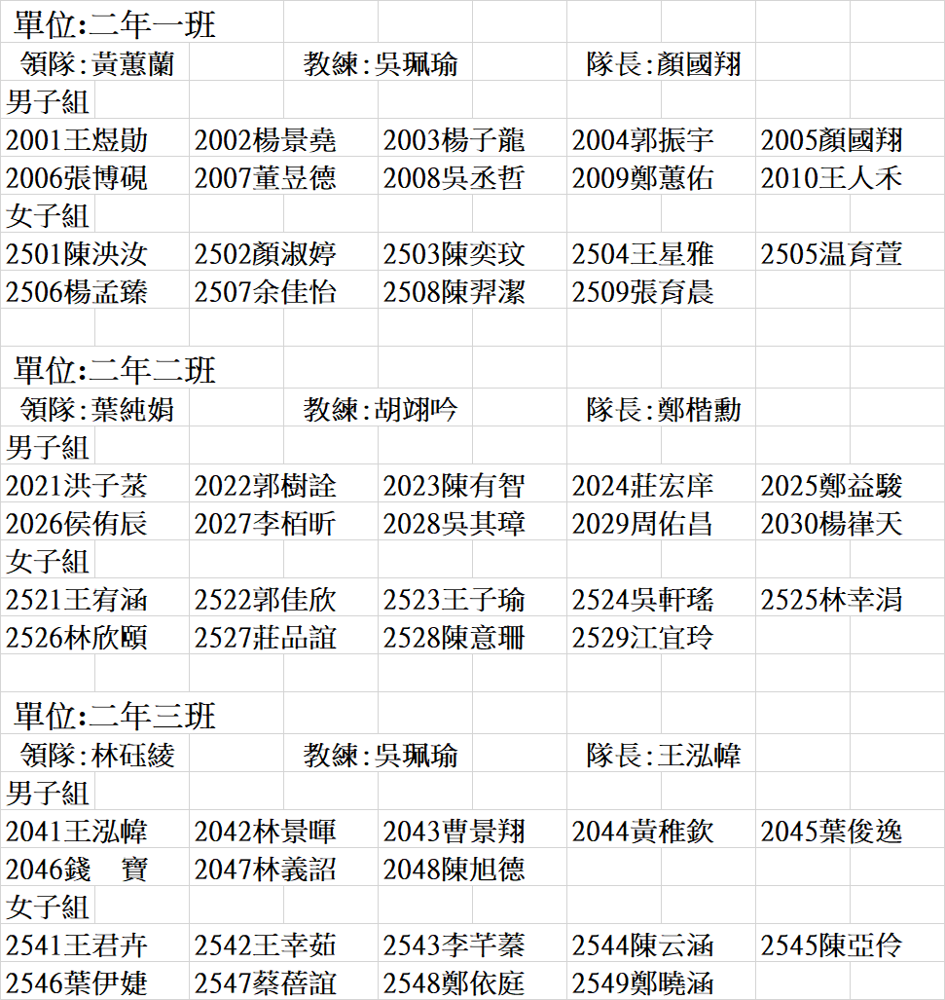 單位:二年一班
領隊:黃蕙蘭 教練:吳珮瑜 隊長:顏國翔
男子組
2001王煜勛 2002楊景堯 2003楊子龍 2004郭振宇 2005顏國翔
2006張博硯 2007董昱德 2008吳丞哲 2009鄭蕙佑 2010王人禾
女子組
2501陳泱汝 2502顏淑婷 2503陳奕玟 2504王星雅 2505温育萱
2506楊孟臻 2507余佳怡 2508陳羿潔 2509張育晨
單位:二年二班
領隊:葉純娟 教練:胡翊吟 隊長:鄭楷勳
男子組
2021洪子菉 2022郭樹詮 2023陳有智 2024莊宏庠 2025鄭益駿
2026侯侑辰 2027李栢昕 2028吳其璋 2029周佑昌 2030楊嵂天
女子組
2521王宥涵 2522郭佳欣 2523王子瑜 2524吳軒瑤 2525林幸涓
2526林欣頤 2527莊品誼 2528陳意珊 2529江宜玲
單位:二年三班
領隊:林砡綾 教練:吳珮瑜 隊長:王泓幃
男子組
2041王泓幃 2042林景暉 2043曹景翔 2044黃稚欽 2045葉俊逸
2046錢 寶 2047林義詔 2048陳旭德
女子組
2541王君卉 2542王幸茹 2543李芊蓁 2544陳云涵 2545陳亞伶
2546葉伊婕 2547蔡蓓誼 2548鄭依庭 2549鄭曉涵